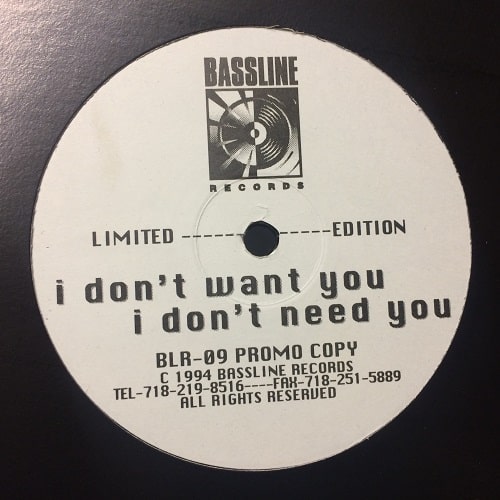 BASSLINE
RECORDS
LIMITED ------------EDITION
i don't want you
i don't need you
BLR-09 PROMO COPY
C 1994 BASSLINE RECORDS
TEL-718-219-8516----FAX-718-251-5889
ALL RIGHTS RESERVED